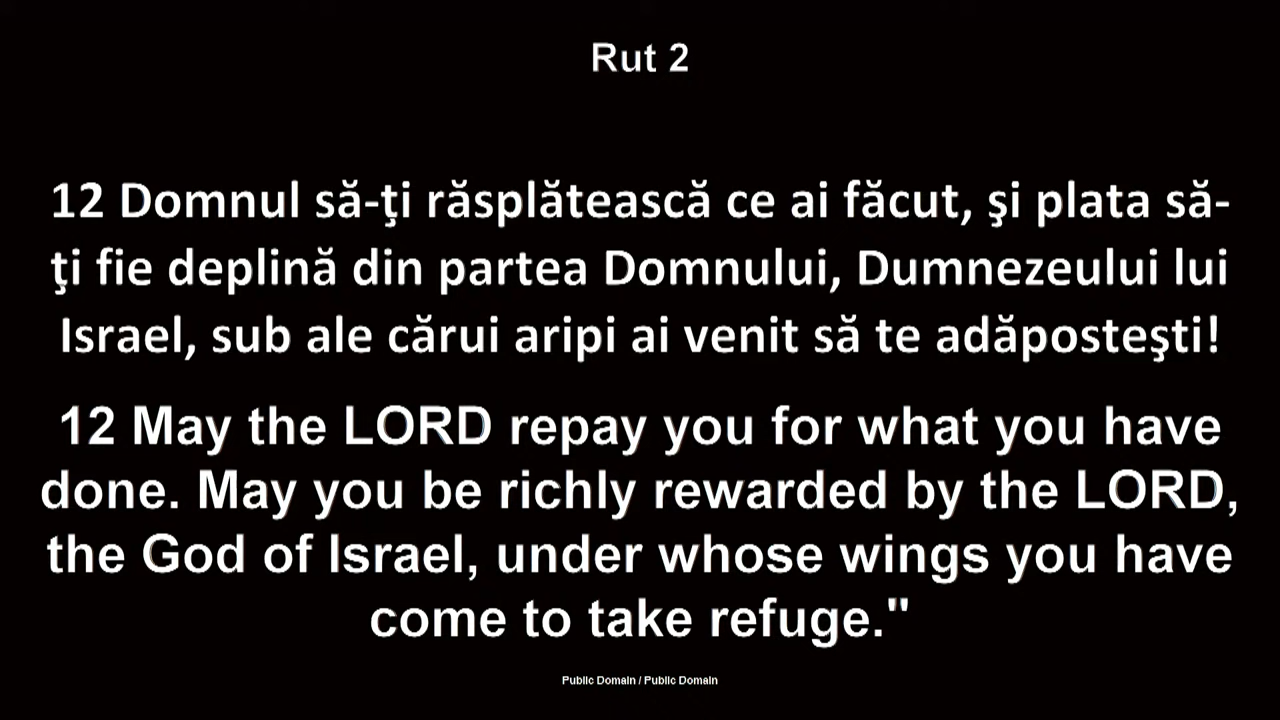 Rut 2
12 Domnul să-ţi răsplătească ce ai făcut, şi plata să-
ţi fie deplină din partea Domnului, Dumnezeului lui
Israel, sub ale cărui aripi ai venit să te adăposteşti!
12 May the LORD repay you for what you have
done. May you be richly rewarded by the LORD,
the God of Israel, under whose wings you have
come to take refuge."
Public Domain / Public Domain